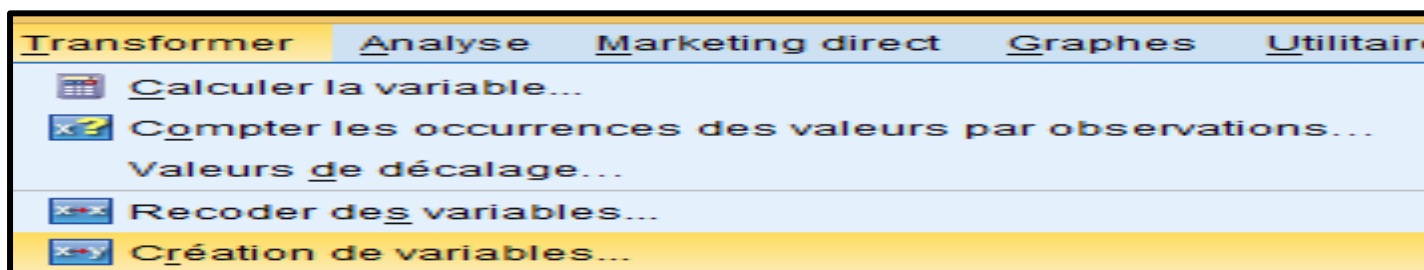 Transformer Analyse Marketing direct Graphes Utilitaire
Calculer la variable...
Compter les occurrences des valeurs par observations...
Valeurs de décalage...
Recoder des variables...
Création de variables...